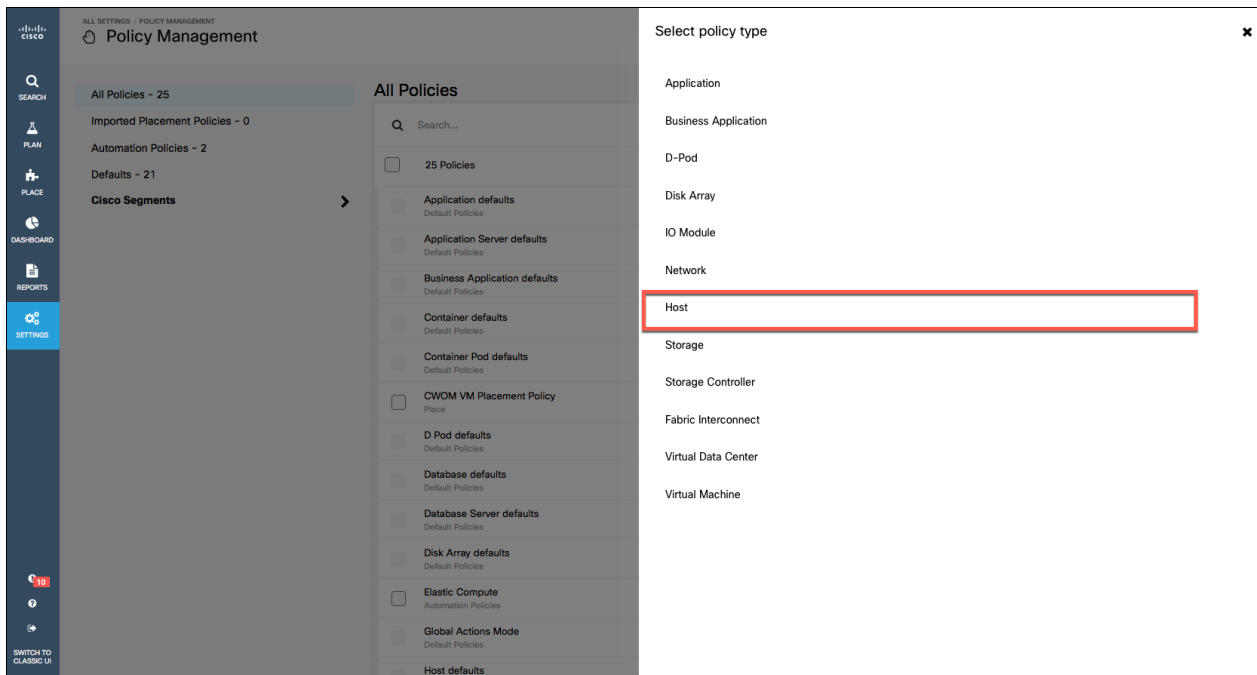 CISCO
SEARCH
PLAN
PLACE
DASHBOARD
REPORTS
SETTINGS
10
SWITCH TO
CLASSIC UI
ALL SETTINGS / POLICY MANAGEMENT
Policy Management
All Policies - 25
Imported Placement Policies - 0
Automation Policies - 2
Defaults - 21
Cisco Segments
All Policies
Search...
25 Policies
Application defaults
Default Policies
Application Server defaults
Default Policies
Business Application defaults
Default Policies
Container defaults
Default Policies
Container Pod defaults
Default Policies
CWOM VM Placement Policy
Place
D Pod defaults
Default Policies
Database defaults
Default Policies
Database Server defaults
Default Policies
Disk Array defaults
Default Policies
Elastic Compute
Automation Policies
Global Actions Mode
Default Policies
Host defaults
Select policy type
Application
Business Application
D-Pod
Disk Array
IO Module
Network
Host
Storage
Storage Controller
Fabric Interconnect
Virtual Data Center
Virtual Machine